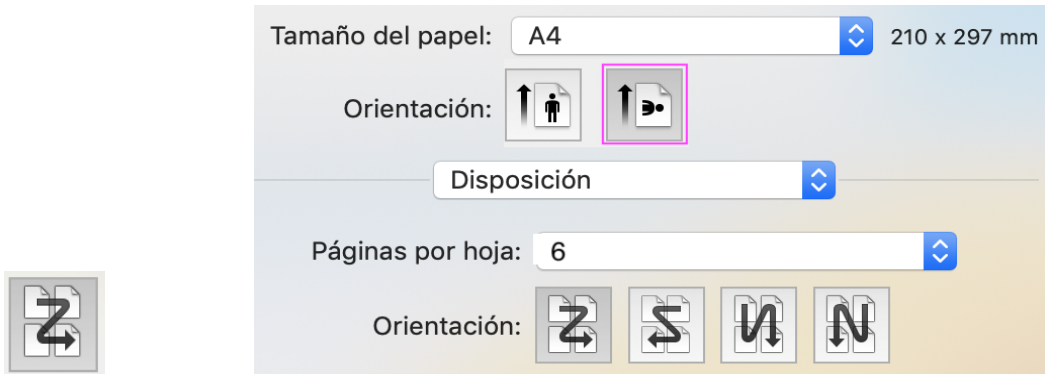 Tamaño del papel: A4 210 x 297 mm
Orientación:
Disposición
Páginas por hoja: 6
Orientación: